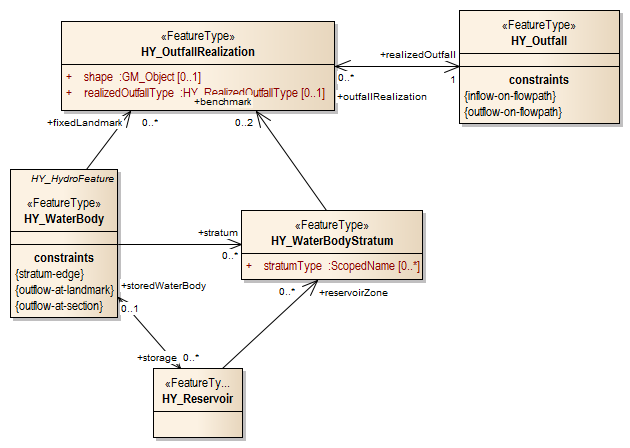 «FeatureType»
HY_OutfallRealization
+ shape :GM_Object [0..1]
+ realizedOutfallType :HY_RealizedOutfallType [0..1]
«FeatureType»
HY_Outfall
constraints
{inflow-on-flowpath}
{outflow-on-flowpath}
+realizedOutfall
0..*
1
+outfallRealization
+benchmark
+fixedLandmark
0..*
0..2
HY_HydroFeature
«FeatureType»
HY_WaterBody
constraints
{stratum-edge}
{outflow-at-landmark}
{outflow-at-section}
+stratum
0..*
«FeatureType»
HY_WaterBodyStratum
+ stratumType :ScopedName [0..*]
+storedWaterBody
0..1
0..*
+reservoirZone
+storage 0..*
«FeatureTy...
HY_Reservoir